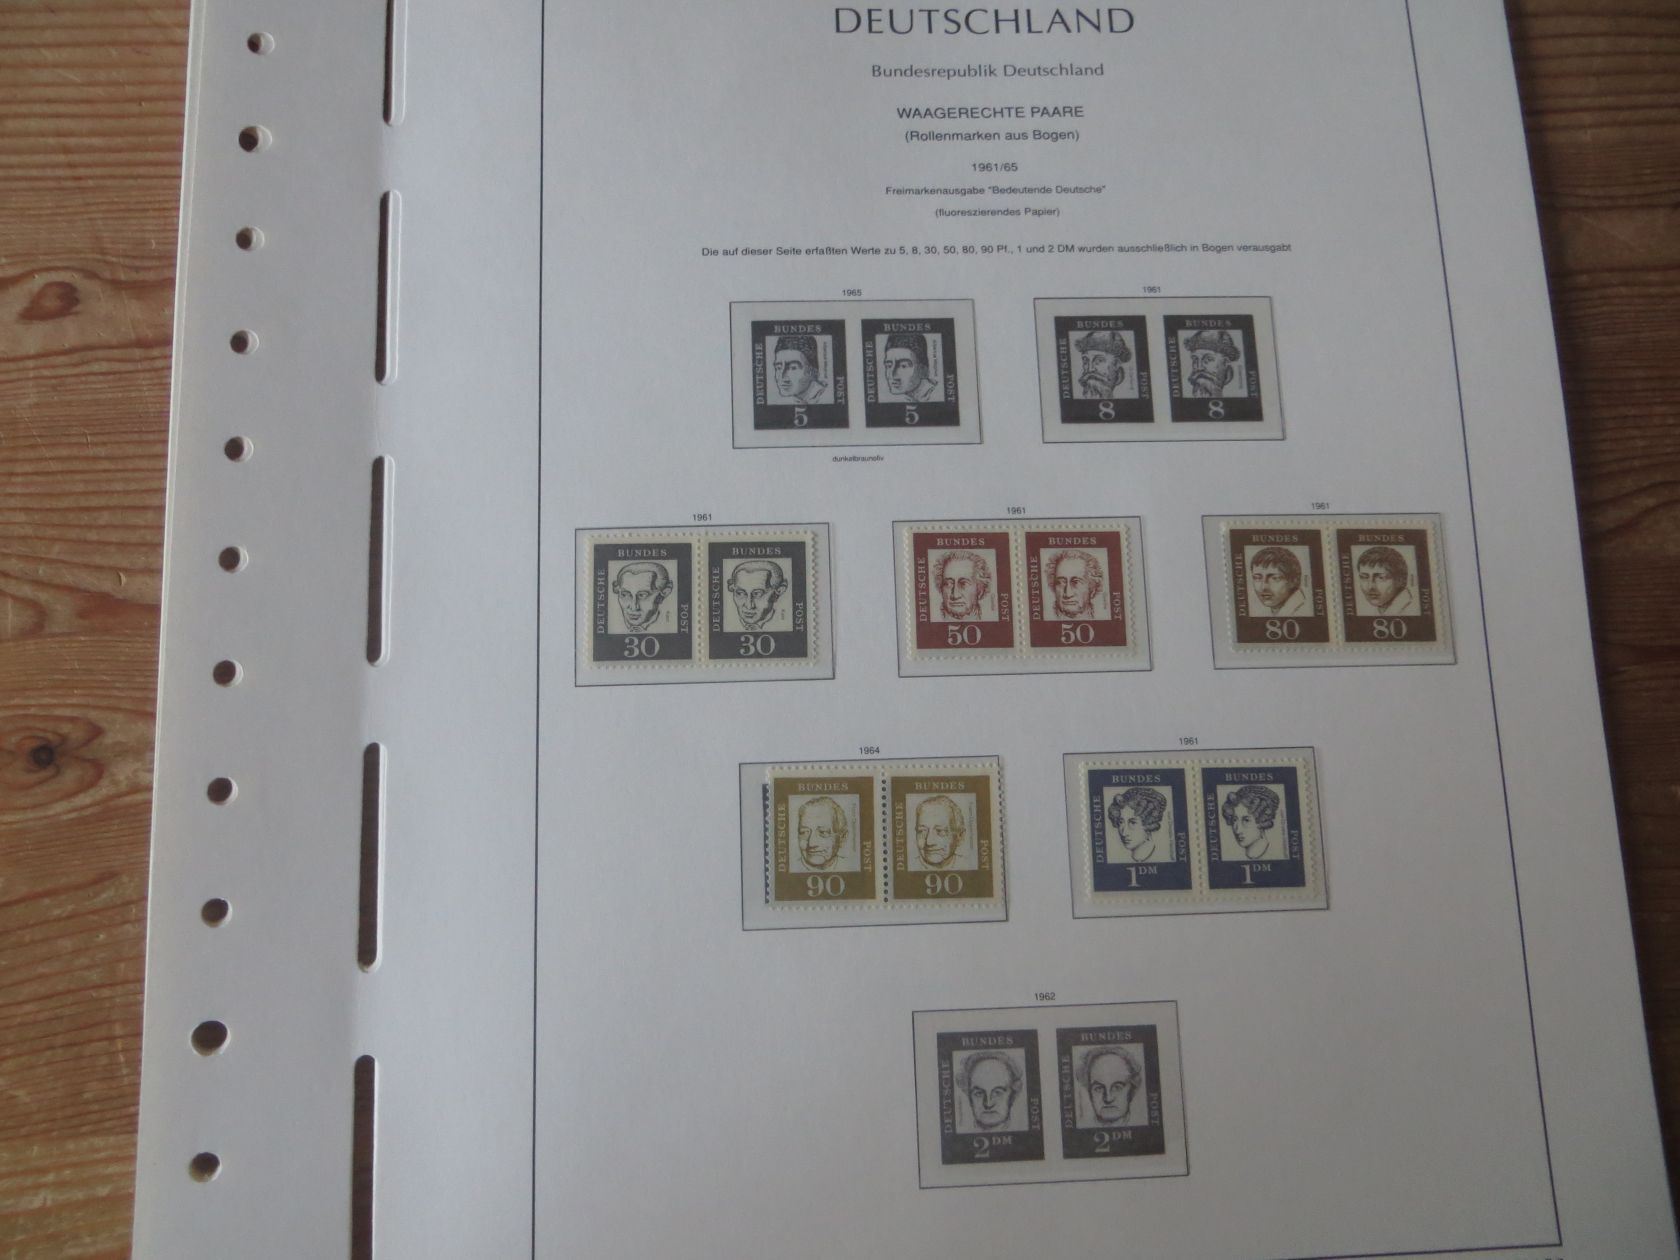 DEUTSCHLAND
Bundesrepublik Deutschland
WAAGERECHTE PAARE
(Rollenmarken aus Bogen)
1961/65
Freimarkenausgabe "Bedeutende Deutsche"
(fluoreszierendes Papier)
Die auf dieser Seite erfaßten Werte zu 5, 8, 30, 50, 80, 90 Pf., 1 und 2 DM wurden ausschließlich in Bogen verausgabt
1965
DEUTSCHE BUNDES POST
5
DEUTSCHE BUNDES POST
5
dunkelbraunoliv
1961
DEUTSCHE BUNDES POST
8
DEUTSCHE BUNDES POST
8
1961
DEUTSCHE BUNDES POST
30
DEUTSCHE BUNDES POST
30
1961
DEUTSCHE BUNDES POST
50
DEUTSCHE BUNDES POST
50
1961
DEUTSCHE BUNDES POST
80
DEUTSCHE BUNDES POST
80
1964
DEUTSCHE BUNDES POST
90
DEUTSCHE BUNDES POST
90
1961
DEUTSCHE BUNDES POST
1 DM
DEUTSCHE BUNDES POST
1 DM
1962
DEUTSCHE BUNDES POST
2 DM
DEUTSCHE BUNDES POST
2 DM